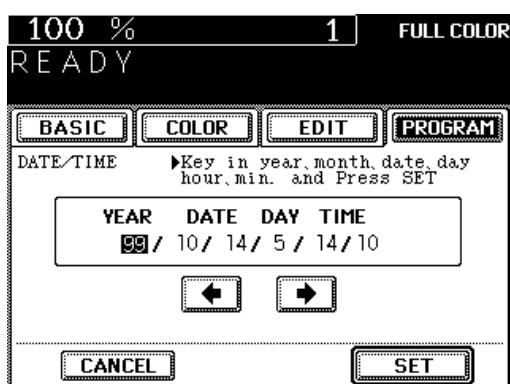 100 % 1 FULL COLOR
READY
BASIC COLOR EDIT PROGRAM
DATE/TIME ▶Key in year,month,date,day
hour,min. and Press SET
YEAR DATE DAY TIME
99 / 10 / 14 / 5 / 14 / 10
CANCEL SET